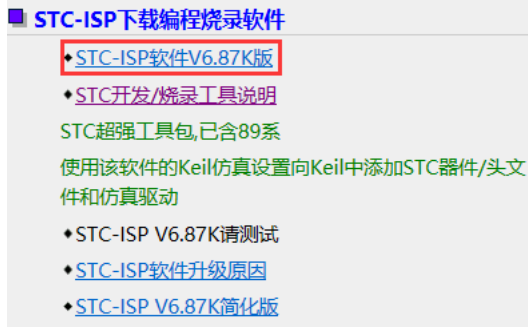 STC-ISP下载编程烧录软件
STC-ISP软件V6.87K版
STC开发/烧录工具说明
STC超强工具包,已含89系
使用该软件的Keil仿真设置向Keil中添加STC器件/头文
件和仿真驱动
STC-ISP V6.87K请测试
STC-ISP软件升级原因
STC-ISP V6.87K简化版